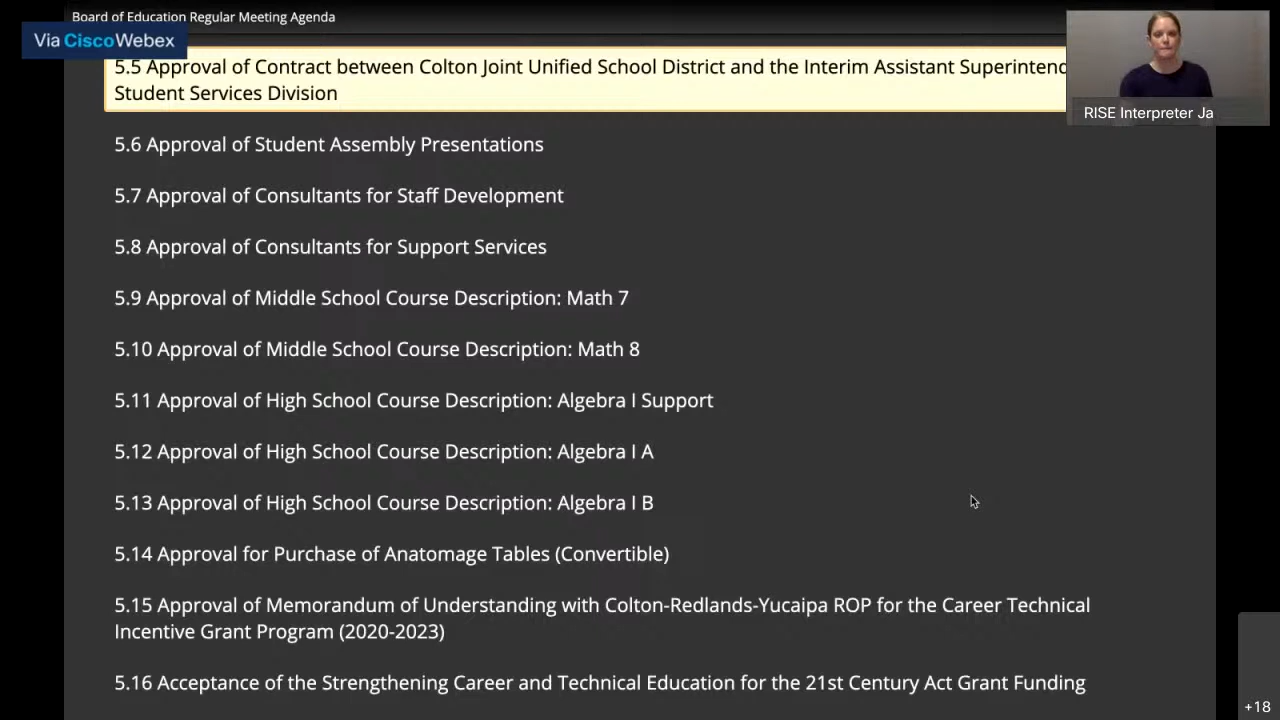 Board of Education Regular Meeting Agenda
Via CiscoWebex
5.5 Approval of Contract between Colton Joint Unified School District and the Interim Assistant
Student Services Division
RISE Interpreter Ja
5.6 Approval of Student Assembly Presentations
5.7 Approval of Consultants for Staff Development
5.8 Approval of Consultants for Support Services
5.9 Approval of Middle School Course Description: Math 7
5.10 Approval of Middle School Course Description: Math 8
5.11 Approval of High School Course Description: Algebra I Support
5.12 Approval of High School Course Description: Algebra I A
5.13 Approval of High School Course Description: Algebra I B
5.14 Approval for Purchase of Anatomage Tables (Convertible)
5.15 Approval of Memorandum of Understanding with Colton-Redlands-Yucaipa ROP for the Career Technical
Incentive Grant Program (2020-2023)
5.16 Acceptance of the Strengthening Career and Technical Education for the 21st Century Act Grant Funding
+18